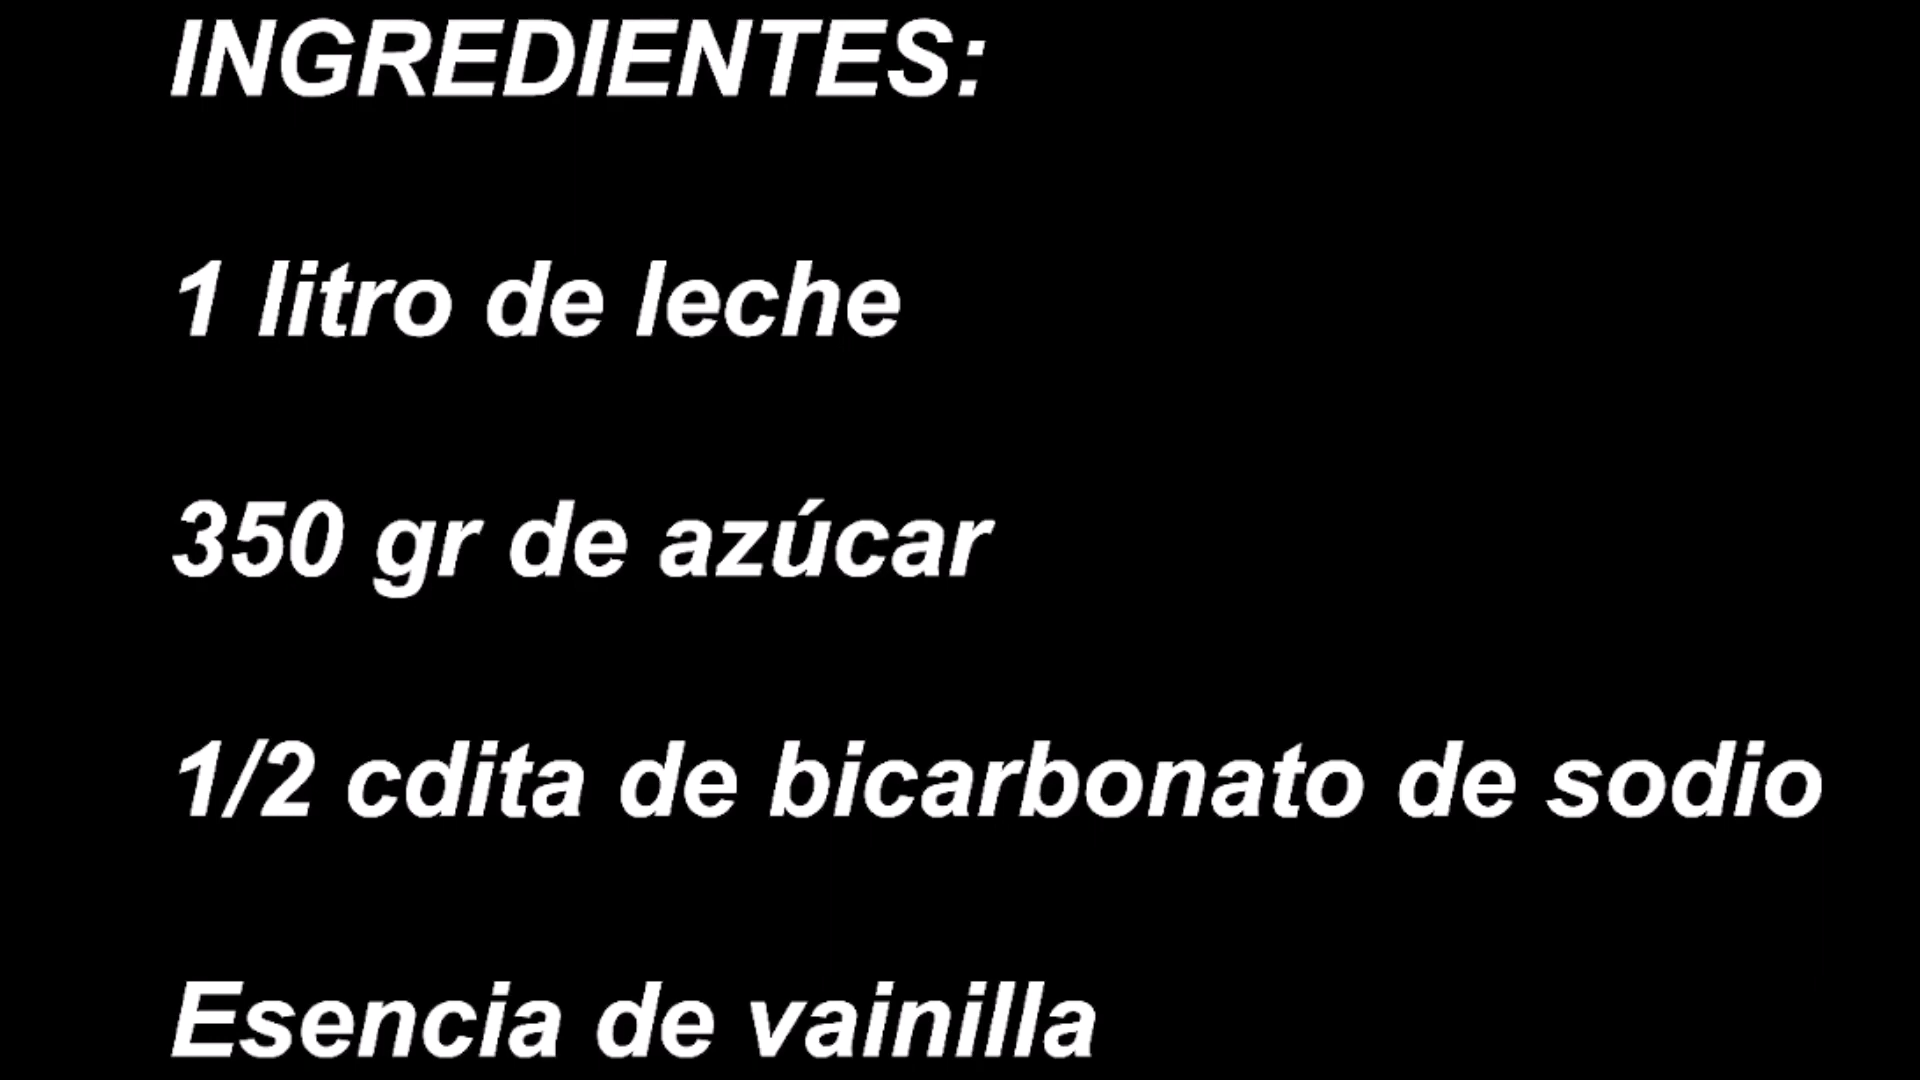 INGREDIENTES:
1 litro de leche
350 gr de azúcar
1/2 cdita de bicarbonato de sodio
Esencia de vainilla